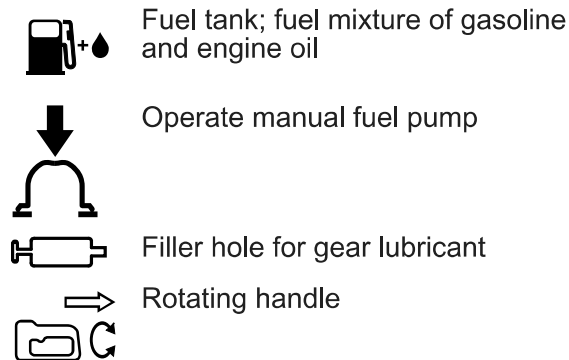 Fuel tank; fuel mixture of gasoline
and engine oil
Operate manual fuel pump
Filler hole for gear lubricant
Rotating handle